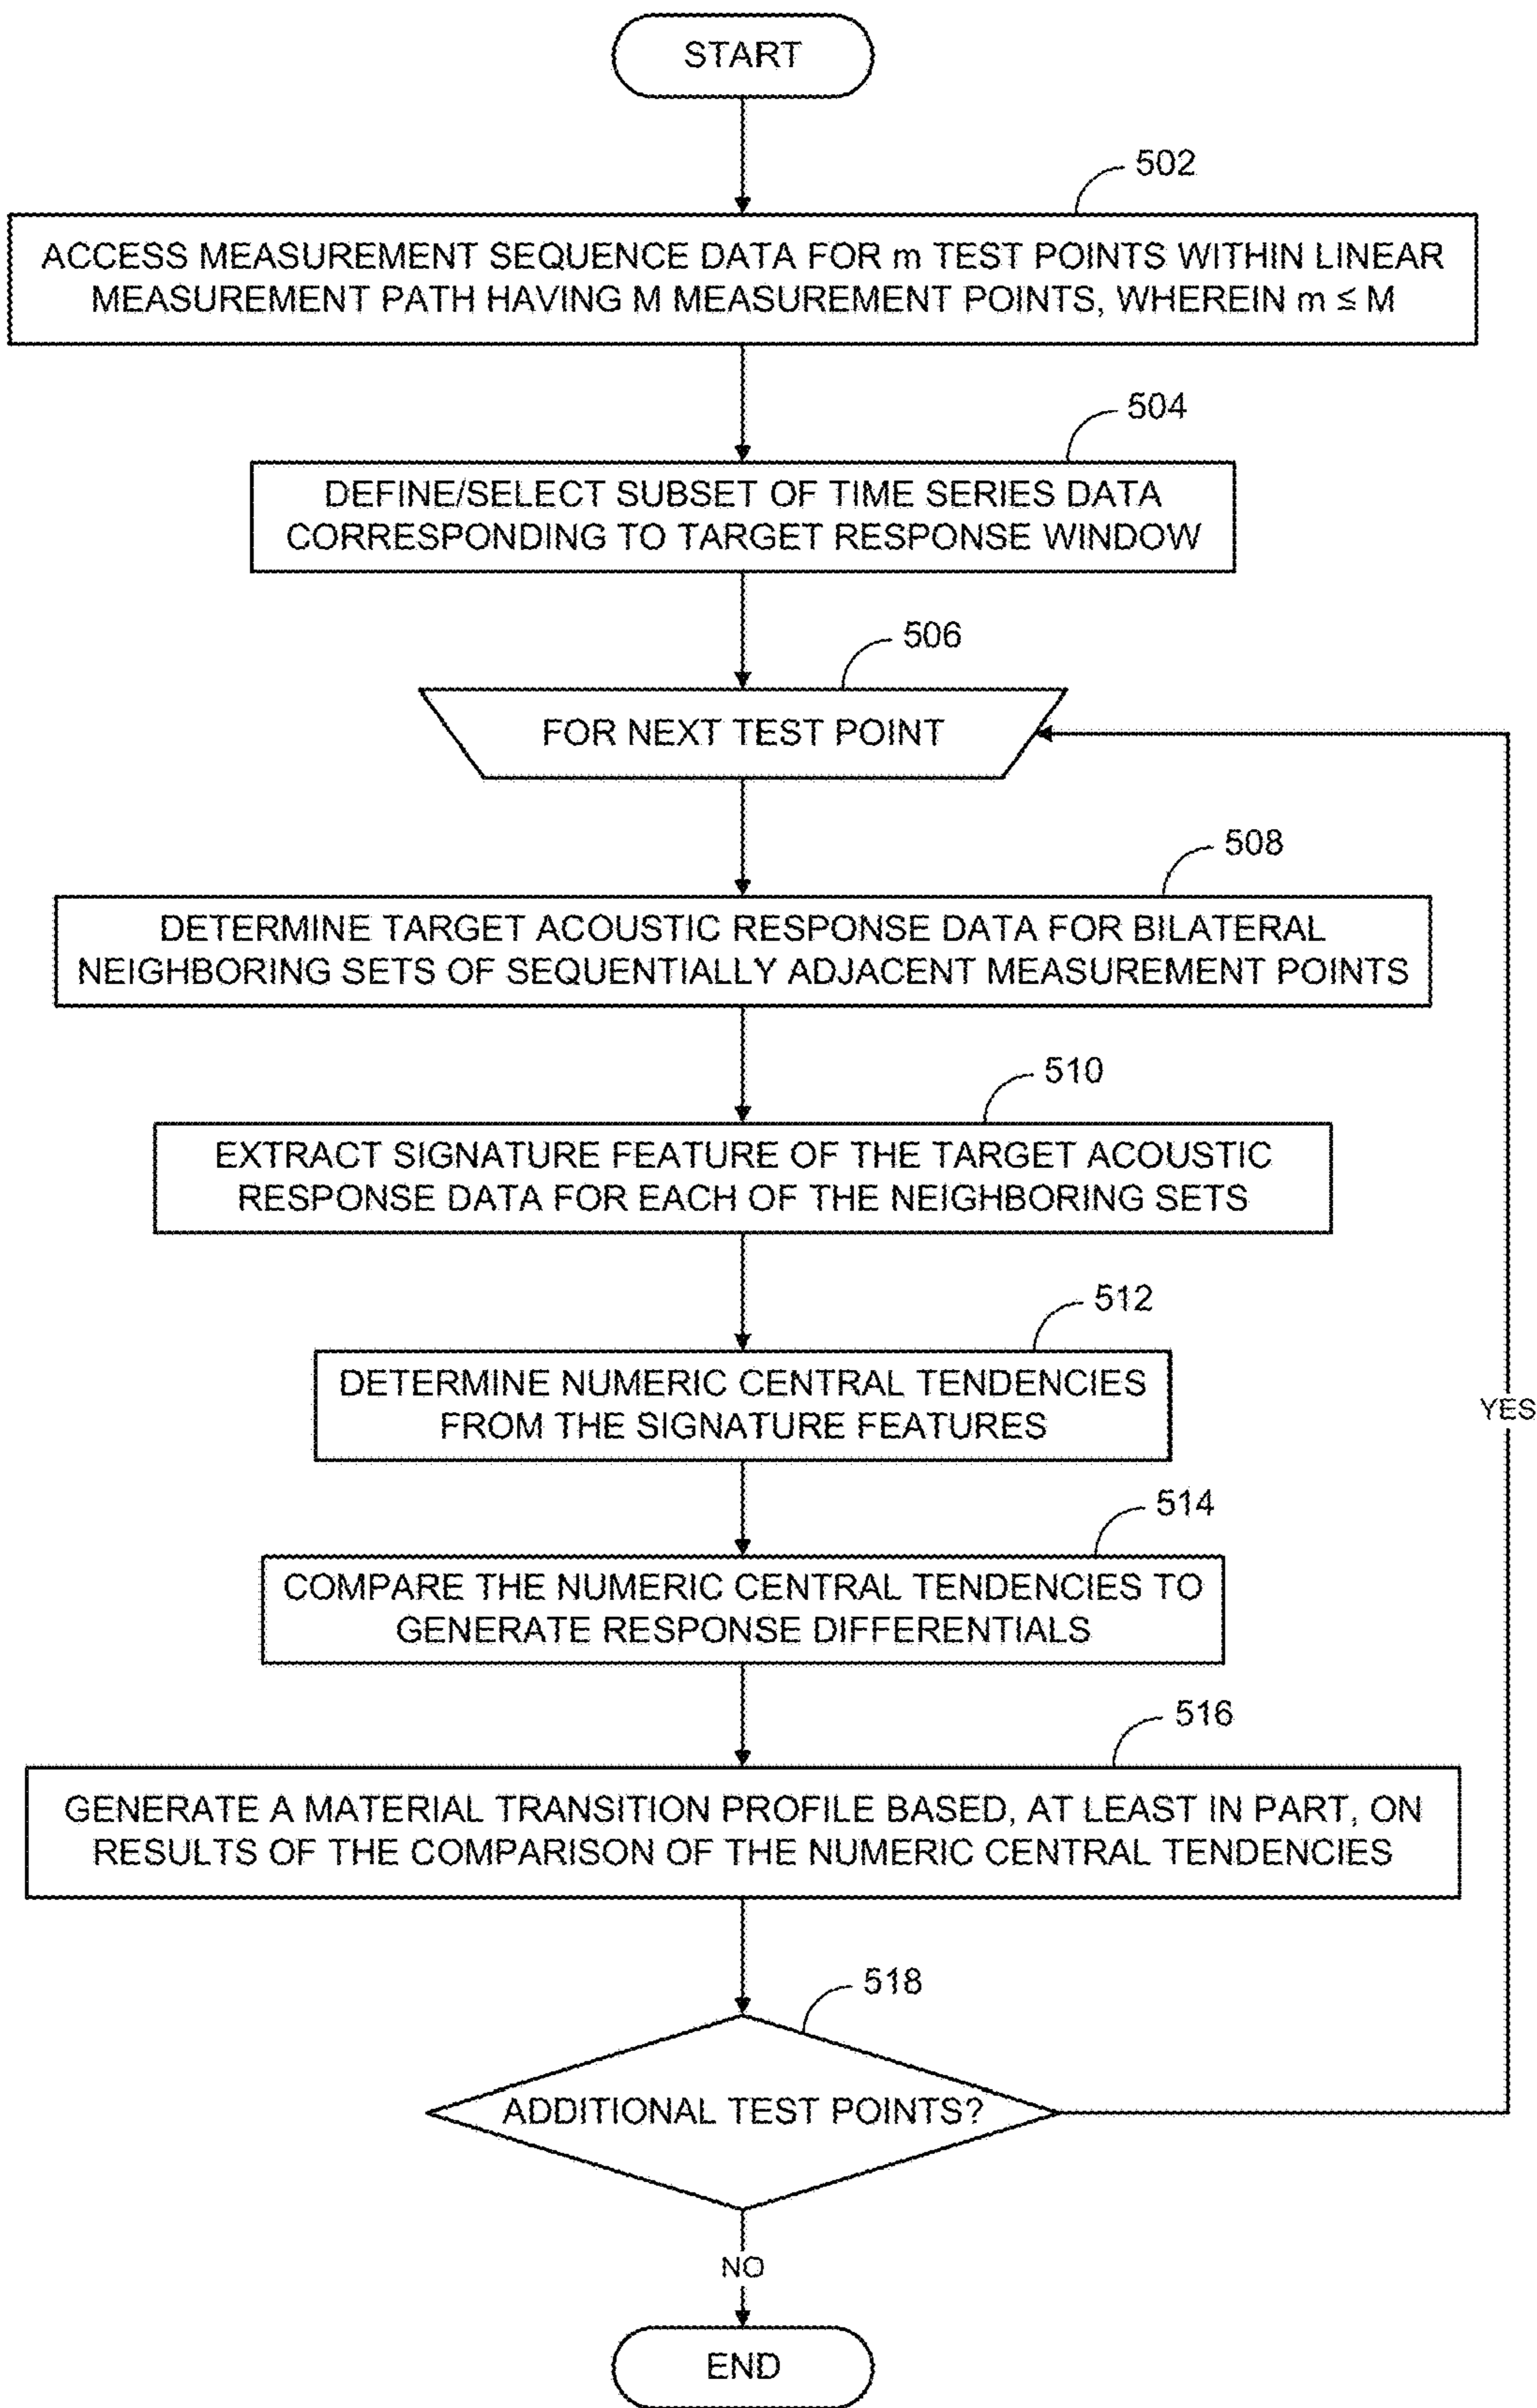 START
502
ACCESS MEASUREMENT SEQUENCE DATA FOR m TEST POINTS WITHIN LINEAR
MEASUREMENT PATH HAVING M MEASUREMENT POINTS, WHEREIN m ≤ M
504
DEFINE/SELECT SUBSET OF TIME SERIES DATA
CORRESPONDING TO TARGET RESPONSE WINDOW
506
FOR NEXT TEST POINT
508
DETERMINE TARGET ACOUSTIC RESPONSE DATA FOR BILATERAL
NEIGHBORING SETS OF SEQUENTIALLY ADJACENT MEASUREMENT POINTS
510
EXTRACT SIGNATURE FEATURE OF THE TARGET ACOUSTIC
RESPONSE DATA FOR EACH OF THE NEIGHBORING SETS
512
DETERMINE NUMERIC CENTRAL TENDENCIES
FROM THE SIGNATURE FEATURES
YES
514
COMPARE THE NUMERIC CENTRAL TENDENCIES TO
GENERATE RESPONSE DIFFERENTIALS
516
GENERATE A MATERIAL TRANSITION PROFILE BASED, AT LEAST IN PART, ON
RESULTS OF THE COMPARISON OF THE NUMERIC CENTRAL TENDENCIES
518
ADDITIONAL TEST POINTS?
NO
END